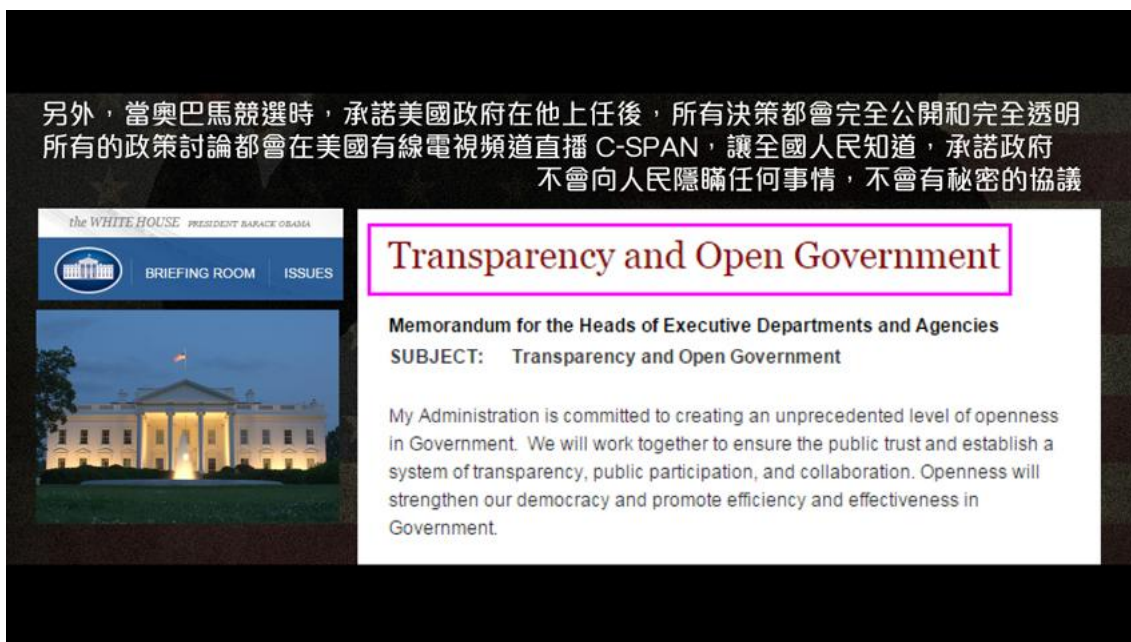 另外，當奧巴馬競選時，承諾美國政府在他上任後，所有決策都會完全公開和完全透明
所有的政策討論都會在美國有線電視頻道直播 C-SPAN，讓全國人民知道，承諾政府
不會向人民隱瞞任何事情，不會有秘密的協議
the WHITE HOUSE PRESIDENT BARACK OBAMA
BRIEFING ROOM ISSUES
Transparency and Open Government
Memorandum for the Heads of Executive Departments and Agencies
SUBJECT: Transparency and Open Government
My Administration is committed to creating an unprecedented level of openness
in Government. We will work together to ensure the public trust and establish a
system of transparency, public participation, and collaboration. Openness will
strengthen our democracy and promote efficiency and effectiveness in
Government.